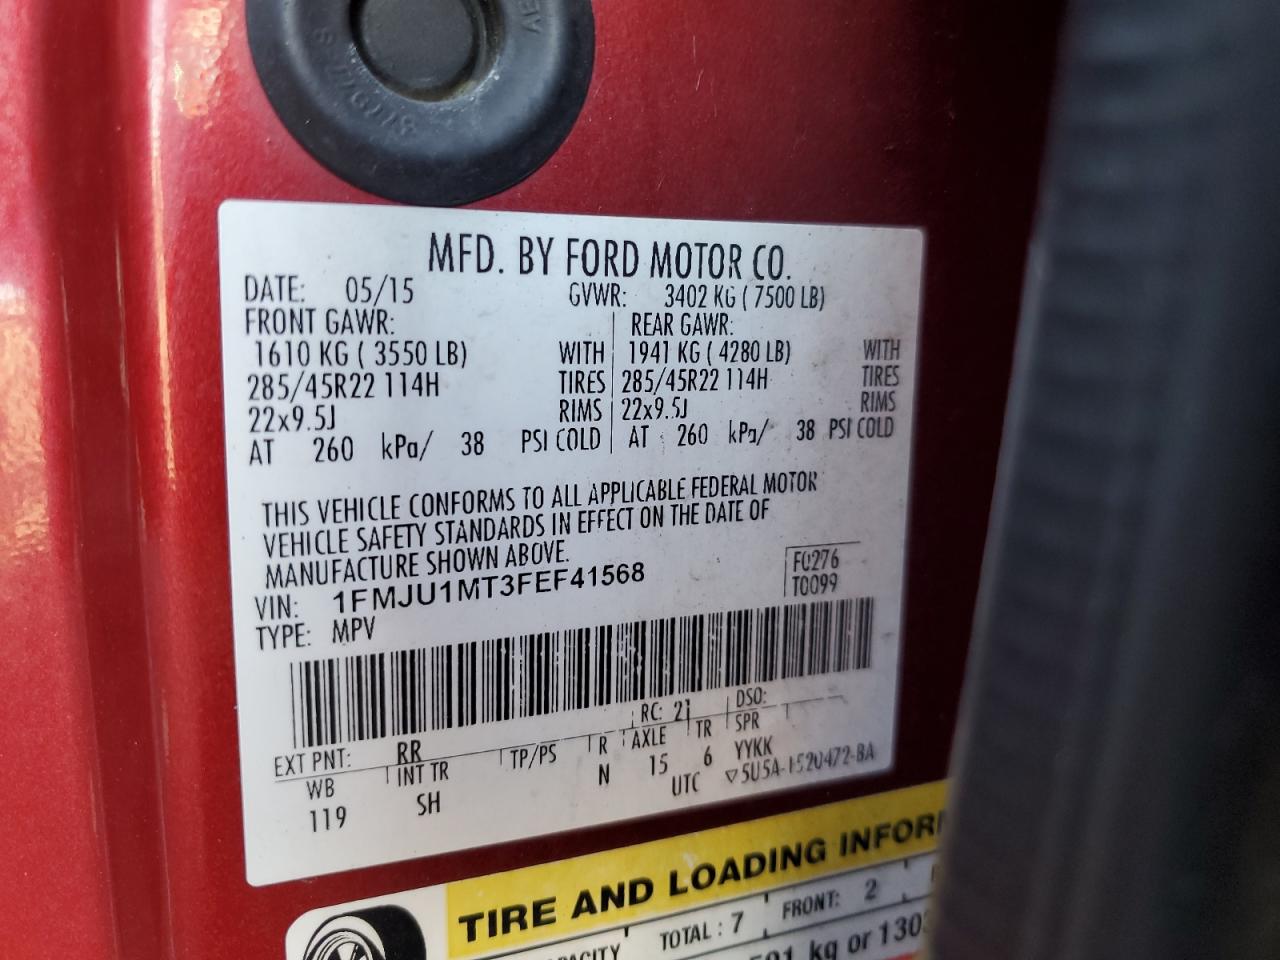 MFD. BY FORD MOTOR CO.
DATE: 05/15 GVWR: 3402 KG ( 7500 LB)
FRONT GAWR: REAR GAWR:
1610 KG ( 3550 LB) WITH 1941 KG ( 4280 LB) WITH
285/45R22 114H TIRES 285/45R22 114H TIRES
22x9.5J RIMS 22x9.5J RIMS
AT 260 kPa/ 38 PSI COLD AT 260 kPa/ 38 PSI COLD
THIS VEHICLE CONFORMS TO ALL APPLICABLE FEDERAL MOTOR
VEHICLE SAFETY STANDARDS IN EFFECT ON THE DATE OF
MANUFACTURE SHOWN ABOVE.
VIN: 1FMJU1MT3FEF41568 F0276
TYPE: MPV T0099
EXT PNT: RR RC: 21 DSO:
WB INT TR TP/PS R AXLE TR SPR
119 SH N 15 6 YYKK
UTC ▽5U5A-1520472-BA
TIRE AND LOADING
TOTAL : 7 FRONT: 2
kg or